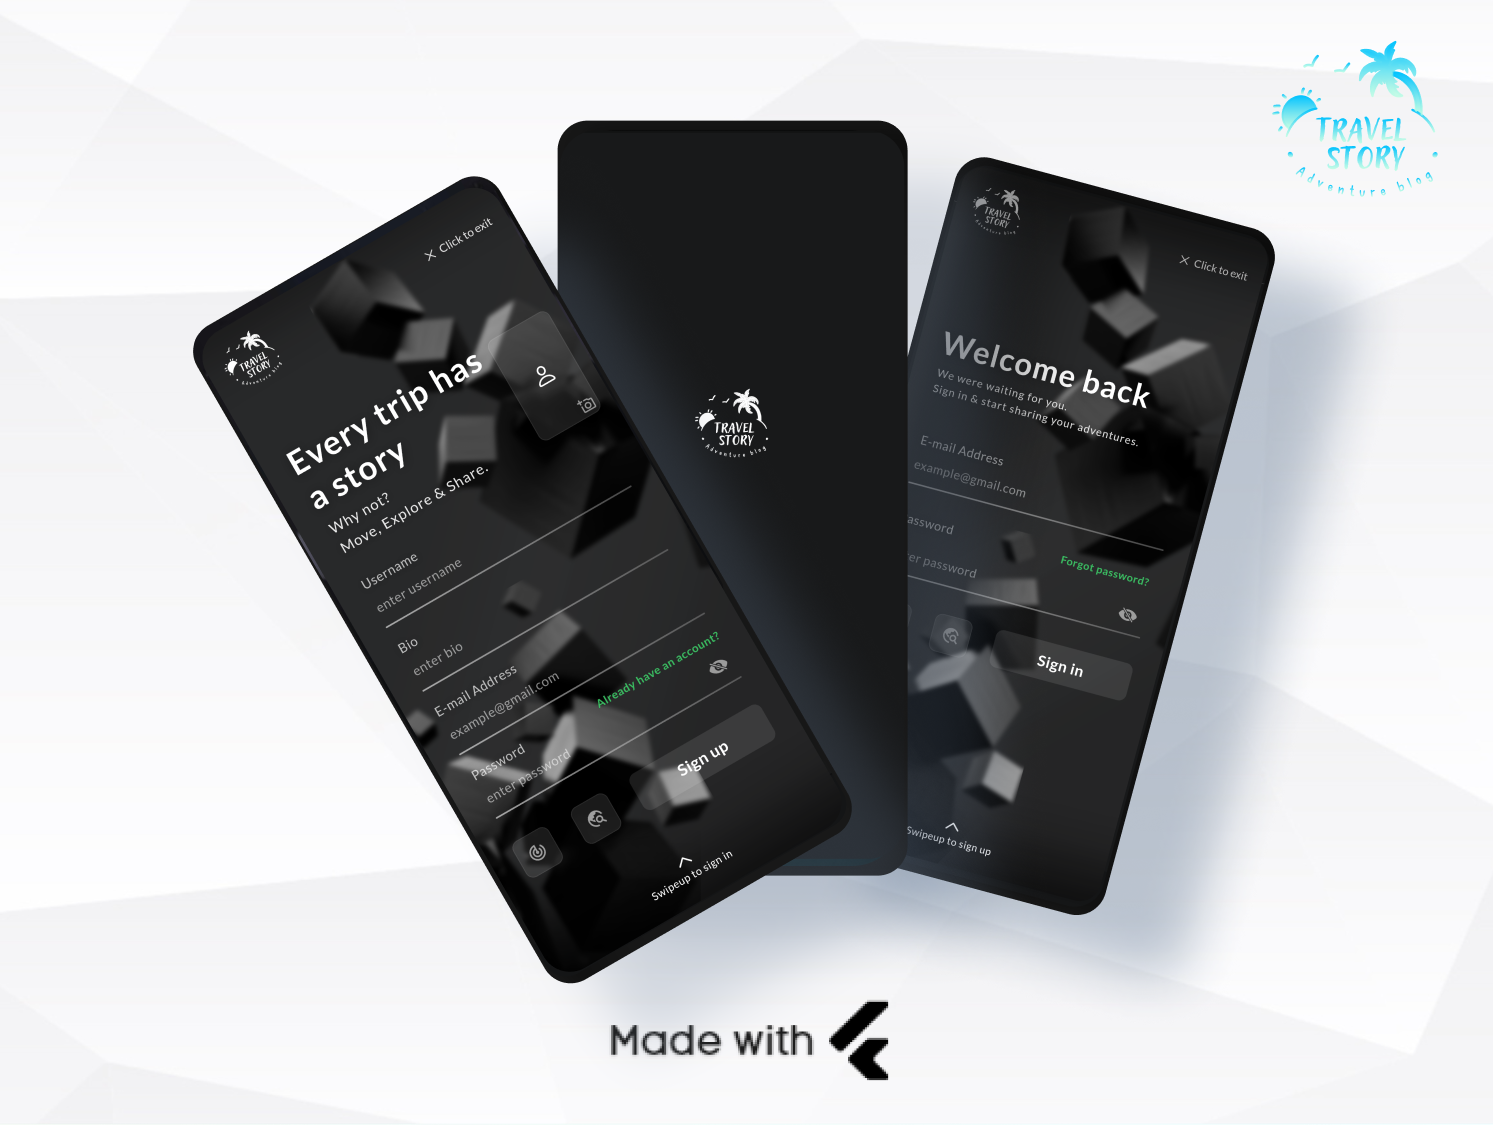 TRAVEL
STORY
Adventure blog
Click to exit
TRAVEL
STORY
Adventure blog
Every trip has
a story
Why not?
Move, Explore & Share.
Username
enter username
Bio
enter bio
E-mail Address
example@gmail.com
Already have an account?
Password
enter password
Sign up
Swipeup to sign in
TRAVEL
STORY
Adventure blog
TRAVEL
STORY
Adventure blog
Click to exit
Welcome back
We were waiting for you.
Sign in & start sharing your adventures.
E-mail Address
example@gmail.com
assword
Forgot password?
er password
Sign in
Swipeup to sign up
Made with